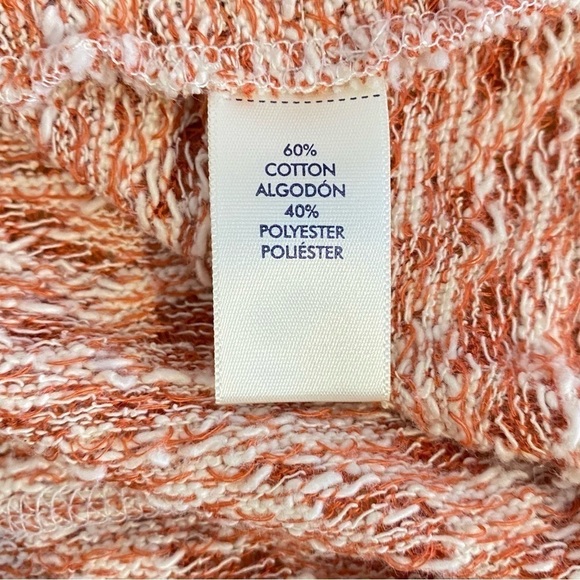 60%
COTTON
ALGODÓN
40%
POLYESTER
POLIÉSTER